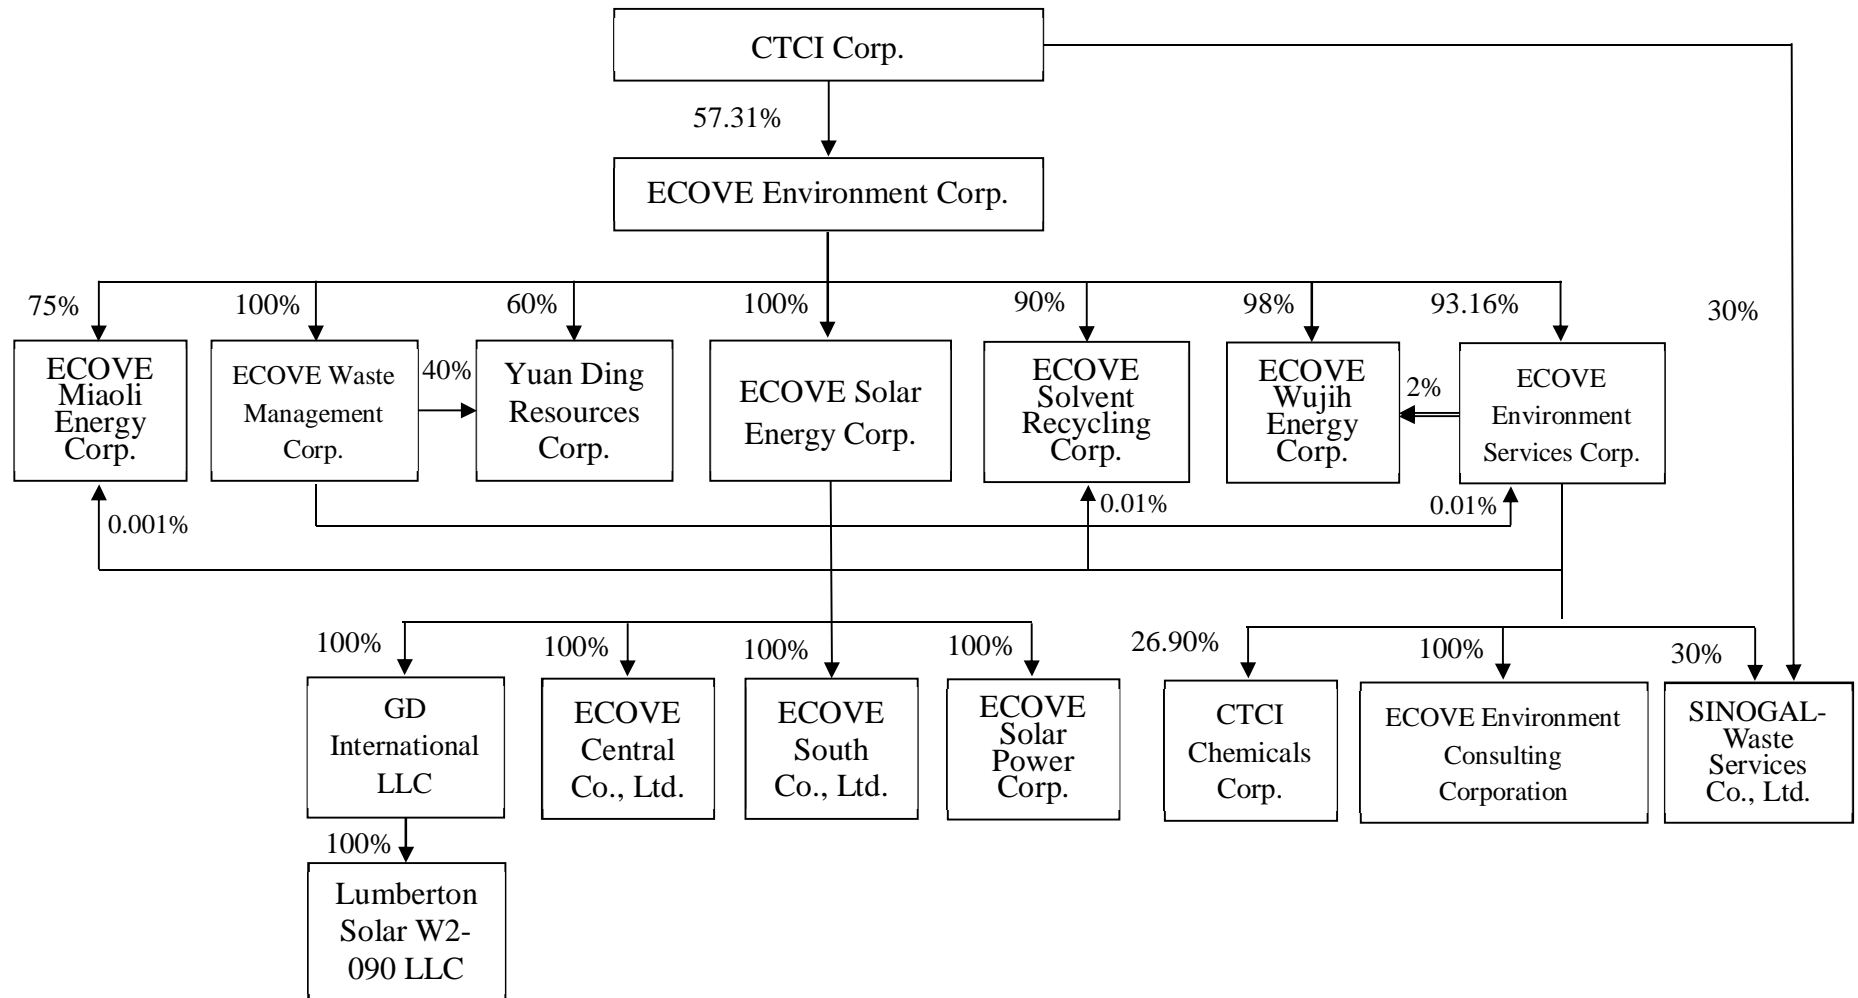 CTCI Corp.
57.31%
ECOVE Environment Corp.
75%
100%
60%
100%
90%
98%
93.16%
30%
ECOVE
Miaoli
Energy
Corp.
ECOVE Waste
Management
Corp.
40%
Yuan Ding
Resources
Corp.
ECOVE Solar
Energy Corp.
ECOVE
Solvent
Recycling
Corp.
ECOVE
Wujih
Energy
Corp.
2%
ECOVE
Environment
Services Corp.
0.001%
0.01%
0.01%
100%
100%
100%
100%
26.90%
100%
30%
GD
International
LLC
ECOVE
Central
Co., Ltd.
ECOVE
South
Co., Ltd.
ECOVE
Solar
Power
Corp.
CTCI
Chemicals
Corp.
ECOVE Environment
Consulting
Corporation
SINOGAL-
Waste
Services
Co., Ltd.
100%
Lumberton
Solar W2-
090 LLC